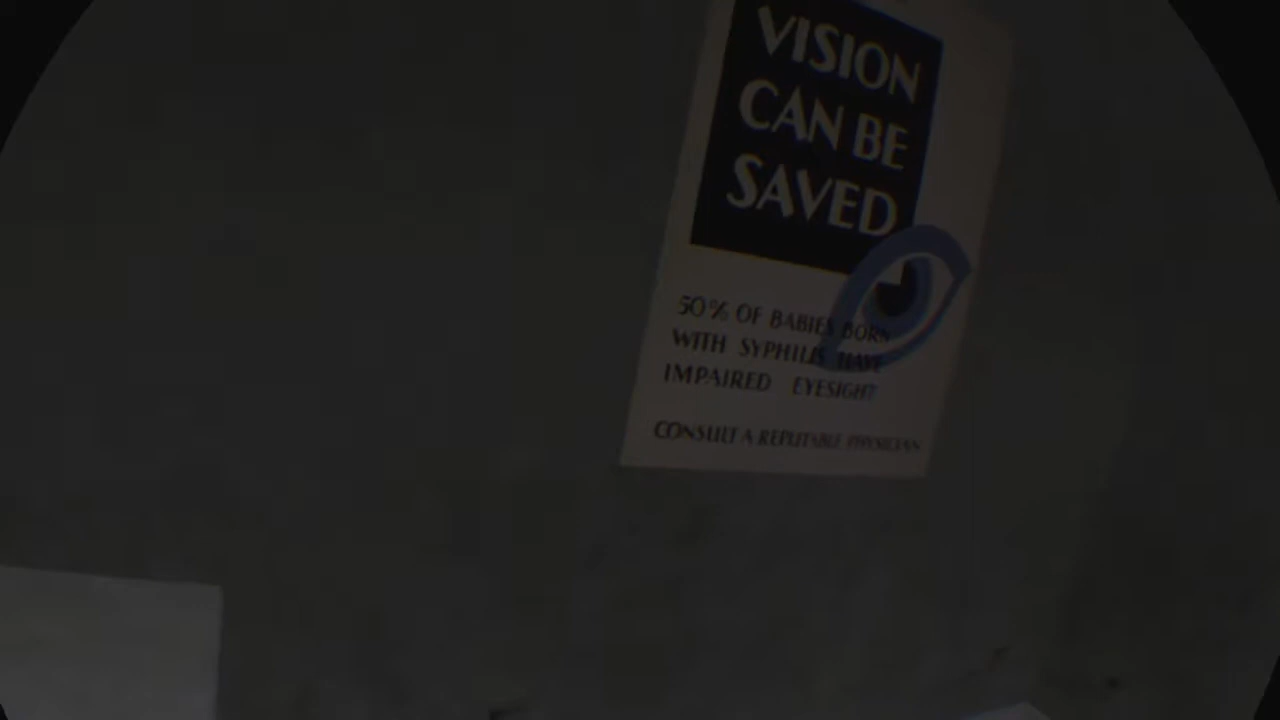 VISION
CAN BE
SAVED
50% OF BABIES BORN
WITH SYPHILIS HAVE
IMPAIRED EYESIGHT
CONSULT A REPUTABLE PHYSICIAN